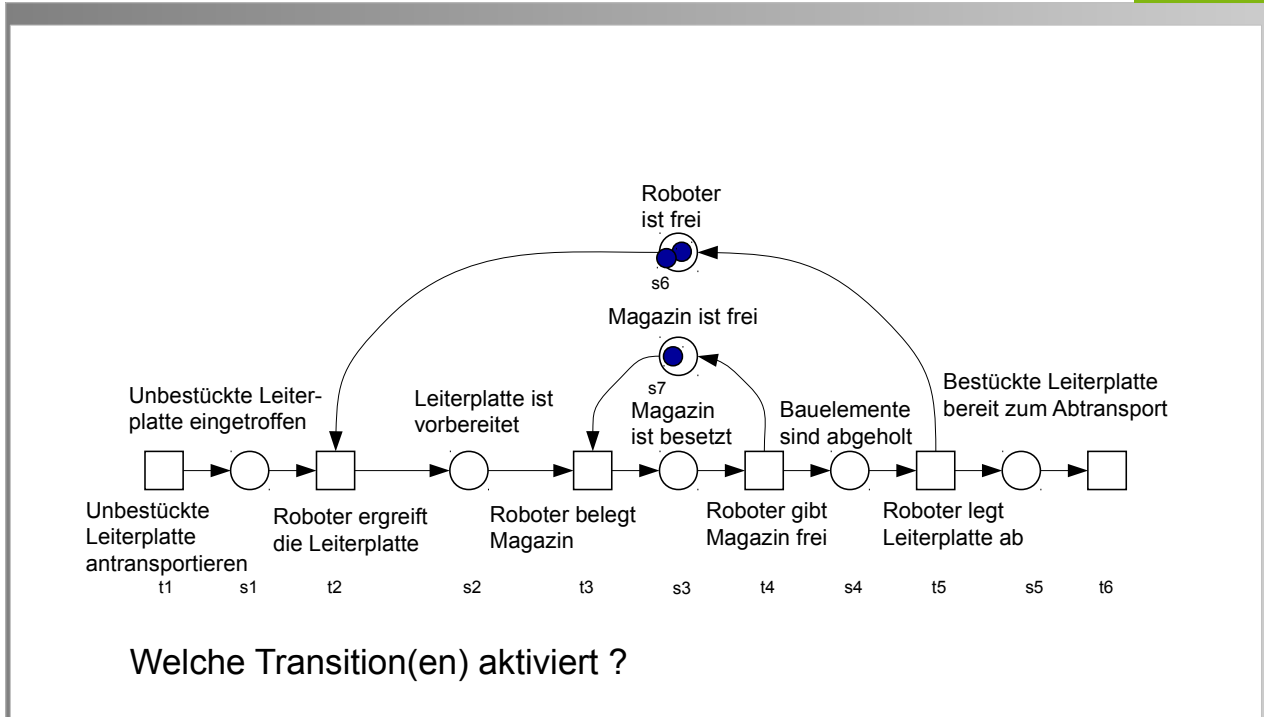 Roboter
ist frei
s6
Magazin ist frei
s7
Unbestückte Leiter-
platte eingetroffen
Leiterplatte ist
vorbereitet
Magazin
ist besetzt
Bauelemente
sind abgeholt
Bestückte Leiterplatte
bereit zum Abtransport
Unbestückte
Leiterplatte
antransportieren
Roboter ergreift
die Leiterplatte
Roboter belegt
Magazin
Roboter gibt
Magazin frei
Roboter legt
Leiterplatte ab
t1 s1 t2 s2 t3 s3 t4 s4 t5 s5 t6
Welche Transition(en) aktiviert ?